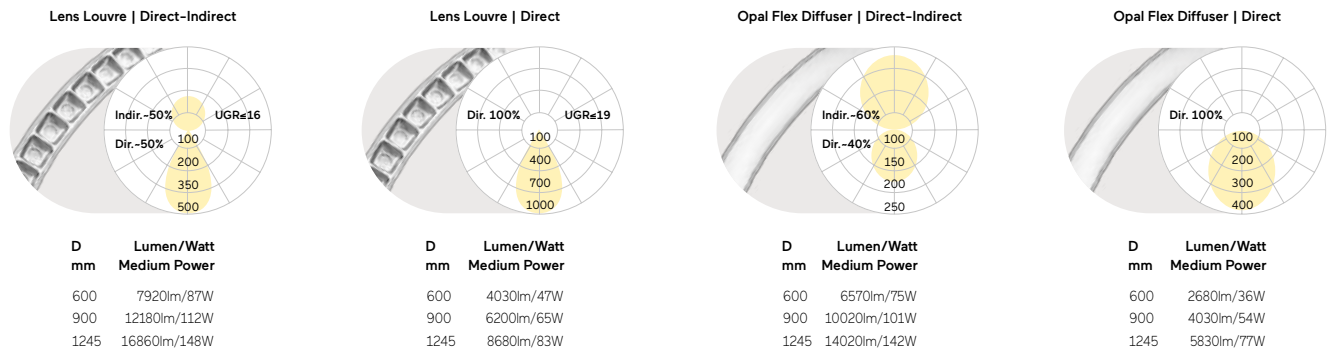 Lens Louvre | Direct-Indirect
Indir.~50%
UGR≤16
Dir.~50%
100
200
350
500
D Lumen/Watt
mm Medium Power
600 7920lm/87W
900 12180lm/112W
1245 16860lm/148W
Lens Louvre | Direct
Dir. 100%
UGR≤19
100
400
700
1000
D Lumen/Watt
mm Medium Power
600 4030lm/47W
900 6200lm/65W
1245 8680lm/83W
Opal Flex Diffuser | Direct-Indirect
Indir.~60%
Dir.~40%
100
150
200
250
D Lumen/Watt
mm Medium Power
600 6570lm/75W
900 10020lm/101W
1245 14020lm/142W
Opal Flex Diffuser | Direct
Dir. 100%
100
200
300
400
D Lumen/Watt
mm Medium Power
600 2680lm/36W
900 4030lm/54W
1245 5830lm/77W